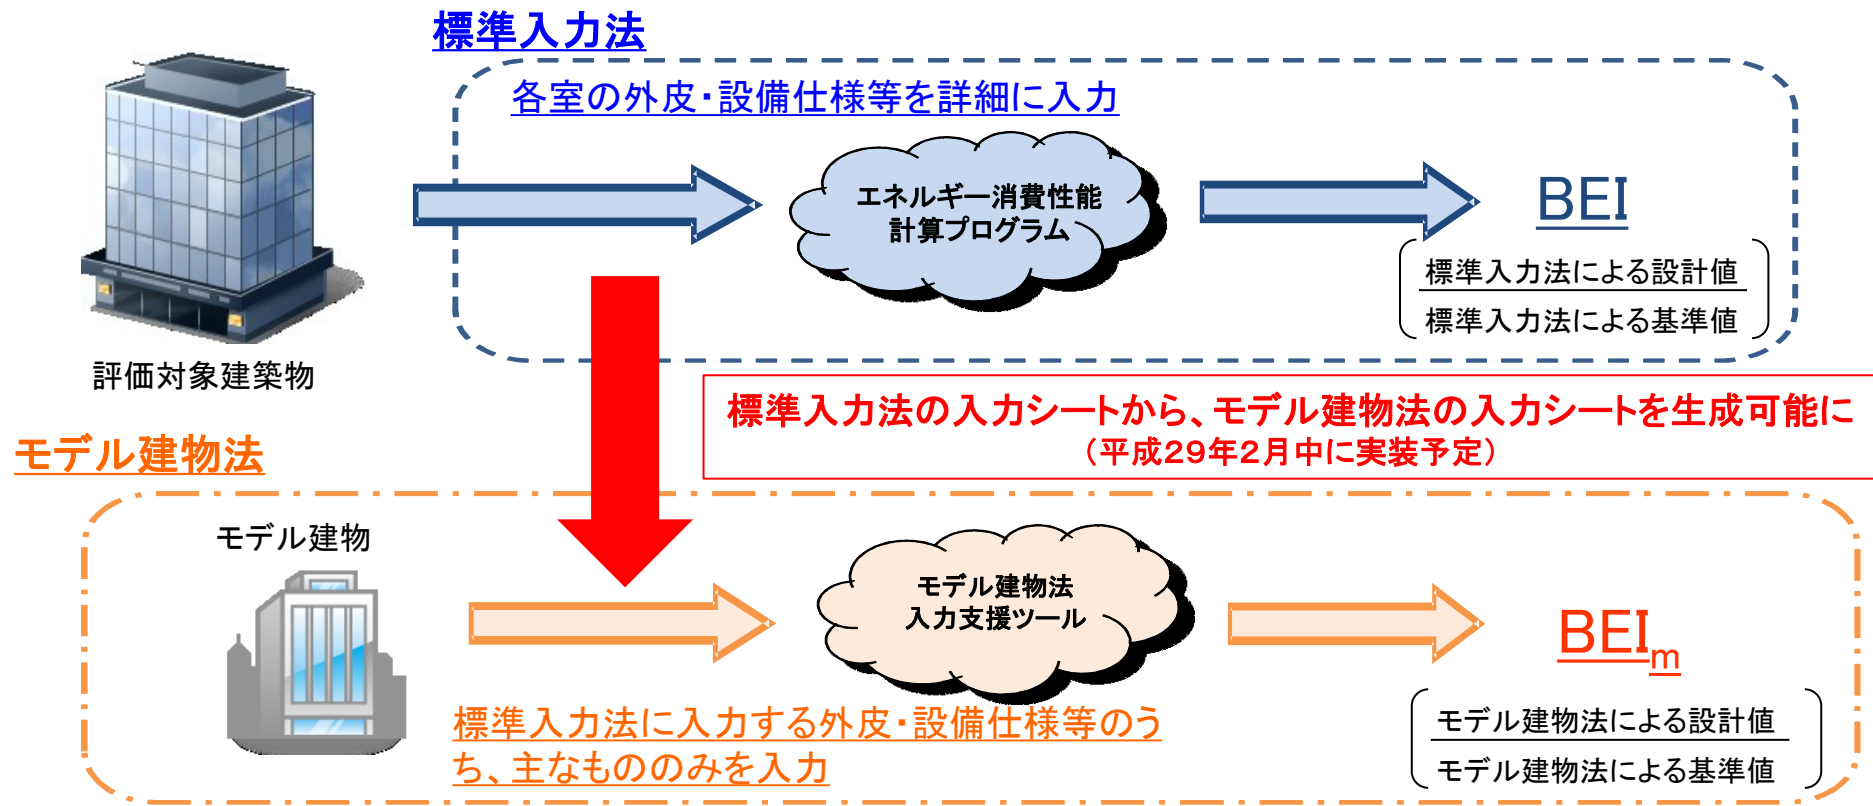 標準入力法
各室の外皮・設備仕様等を詳細に入力
エネルギー消費性能
計算プログラム
BEI
標準入力法による設計値
標準入力法による基準値
評価対象建築物
標準入力法の入力シートから、モデル建物法の入力シートを生成可能に
（平成２９年２月中に実装予定）
モデル建物法
モデル建物
モデル建物法
入力支援ツール
BEIm
標準入力法に入力する外皮・設備仕様等のう
ち、主なもののみを入力
モデル建物法による設計値
モデル建物法による基準値